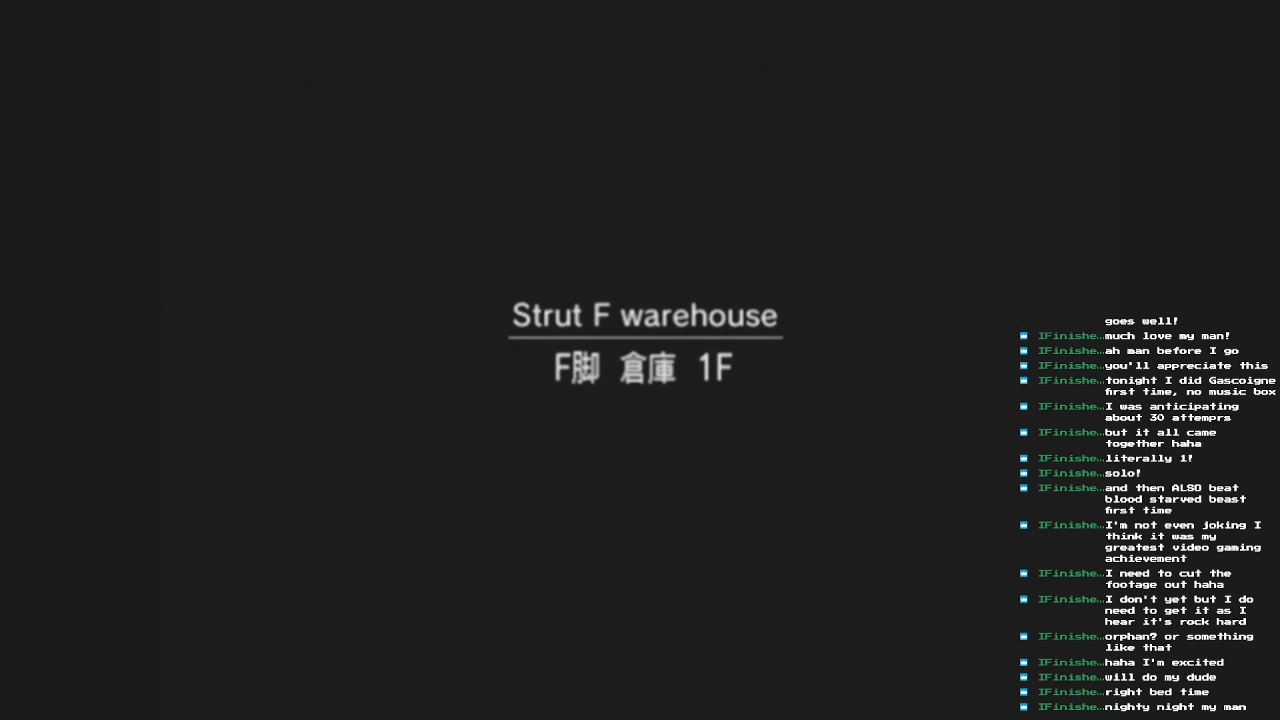 Strut F warehouse
F脚 倉庫 1F
goes well!
IFinishe…much love my man!
IFinishe…ah man before I go
IFinishe…you'll appreciate this
IFinishe…tonight I did Gascoigne
first time, no music box
IFinishe…I was anticipating
about 30 attemprs
IFinishe…but it all came
together haha
IFinishe…literally 1!
IFinishe…solo!
IFinishe…and then ALSO beat
blood starved beast
first time
IFinishe…I'm not even joking I
think it was my
greatest video gaming
achievement
IFinishe…I need to cut the
footage out haha
IFinishe…I don't yet but I do
need to get it as I
hear it's rock hard
IFinishe…orphan? or something
like that
IFinishe…haha I'm excited
IFinishe…will do my dude
IFinishe…right bed time
IFinishe…nighty night my man